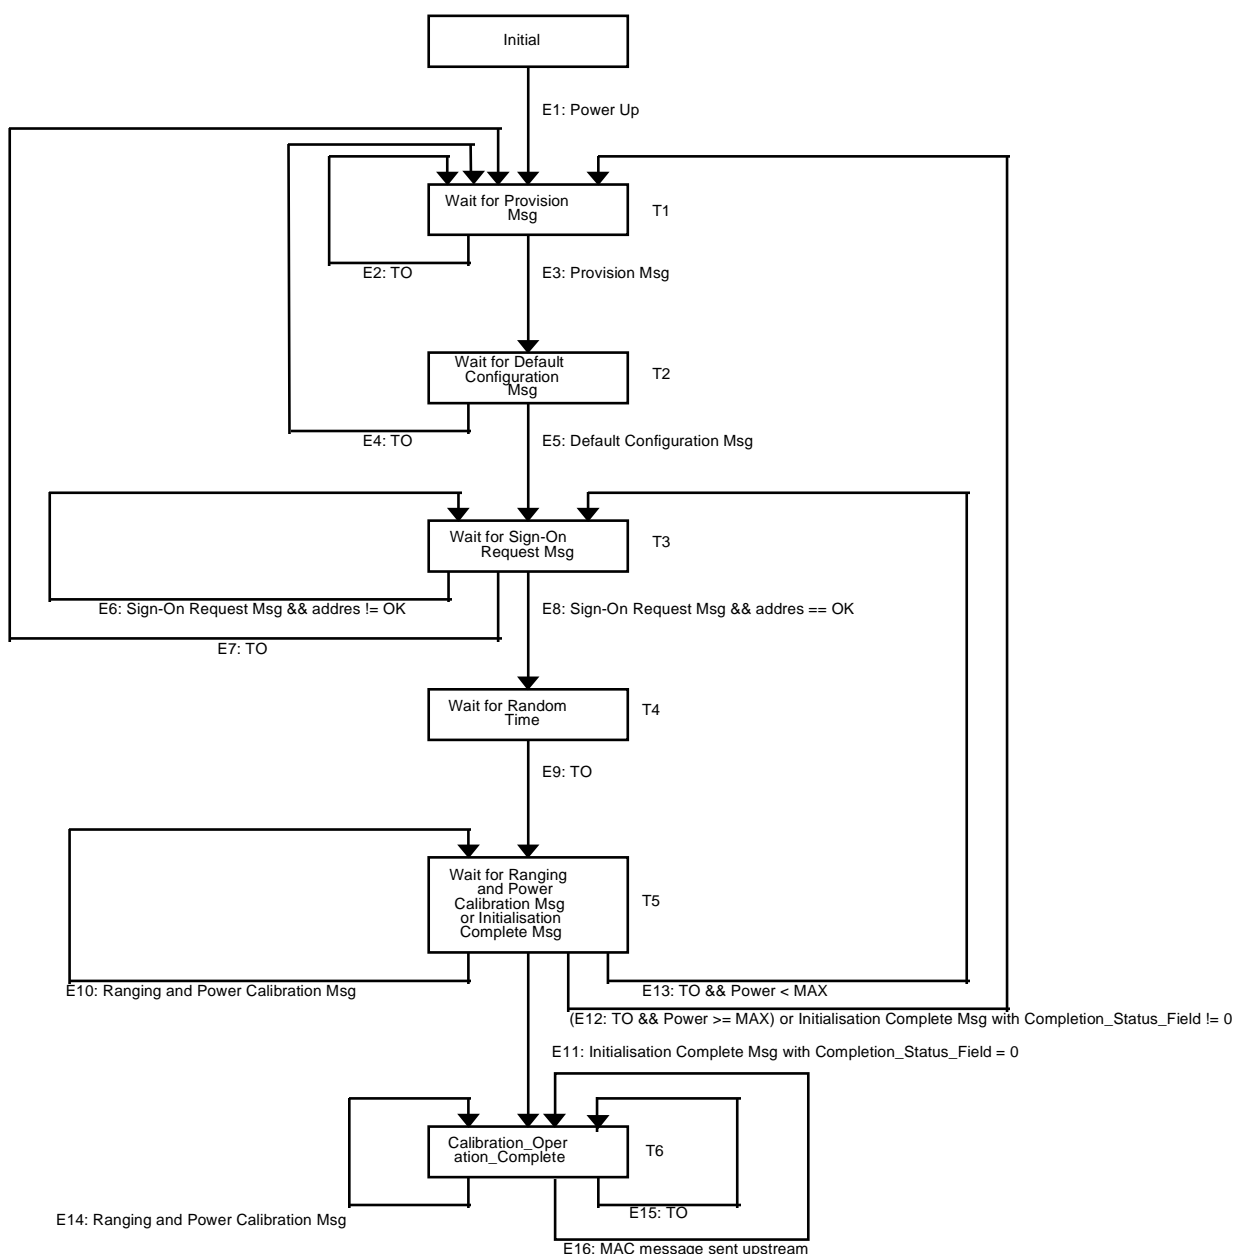 Initial
E1: Power Up
Wait for Provision
Msg
T1
E2: TO
E3: Provision Msg
Wait for Default
Configuration
Msg
T2
E4: TO
E5: Default Configuration Msg
Wait for Sign-On
Request Msg
T3
E6: Sign-On Request Msg && addres != OK
E8: Sign-On Request Msg && addres == OK
E7: TO
Wait for Random
Time
T4
E9: TO
Wait for Ranging
and Power
Calibration Msg
or Initialisation
Complete Msg
T5
E10: Ranging and Power Calibration Msg
E13: TO && Power < MAX
(E12: TO && Power >= MAX) or Initialisation Complete Msg with Completion_Status_Field != 0
E11: Initialisation Complete Msg with Completion_Status_Field = 0
Calibration_Oper
ation_Complete
T6
E14: Ranging and Power Calibration Msg
E15: TO
E16: MAC message sent upstream